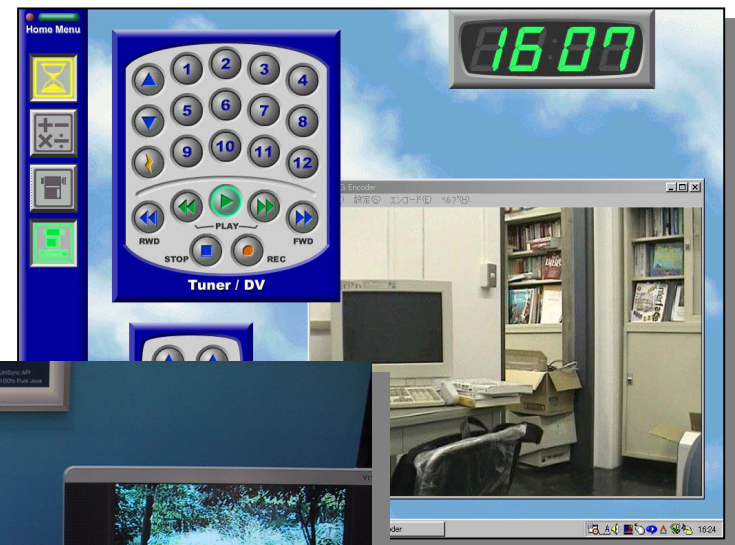 Home Menu
16:07
1 2 3 4
5 6 7 8
9 10 11 12
G Encoder
設定(S) エンコード(E) ヘルプ(H)
RWD
PLAY
FWD
STOP
REC
Tuner / DV
UniSync API
100% Pure Java
oder
16:24